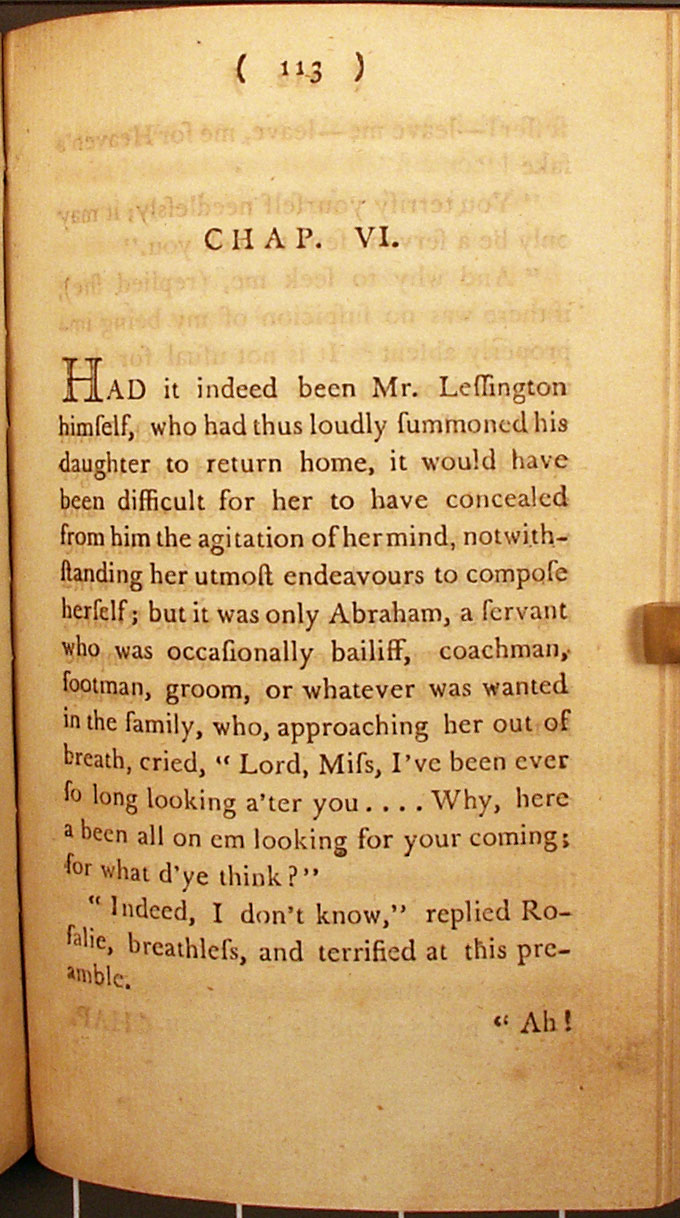 ( 113 )
CHAP. VI.
HAD it indeed been Mr. Leſſington
himſelf, who had thus loudly ſummoned his
daughter to return home, it would have
been difficult for her to have concealed
from him the agitation of her mind, notwith-
ſtanding her utmoſt endeavours to compoſe
herſelf; but it was only Abraham, a ſervant
who was occaſionally bailiff, coachman,
footman, groom, or whatever was wanted
in the family, who, approaching her out of
breath, cried, “ Lord, Miſs, I've been ever
ſo long looking a'ter you . . . . Why, here
a been all on em looking for your coming;
for what d'ye think?”
“ Indeed, I don't know,” replied Ro-
ſalie, breathleſs, and terrified at this pre-
amble.
“ Ah!